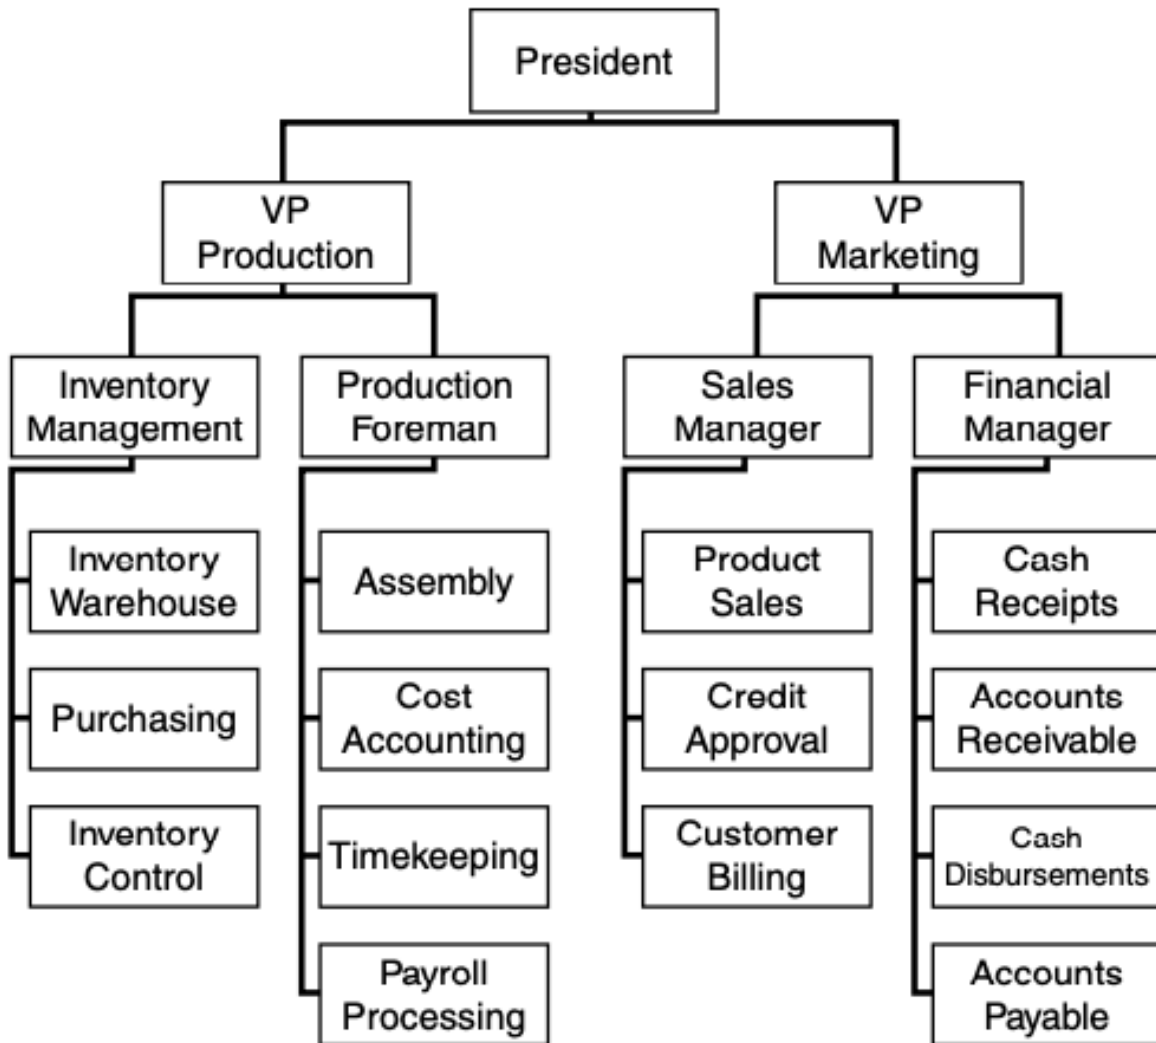 President
VP
Production
VP
Marketing
Inventory
Management
Production
Foreman
Sales
Manager
Financial
Manager
Inventory
Warehouse
Purchasing
Inventory
Control
Assembly
Cost
Accounting
Timekeeping
Payroll
Processing
Product
Sales
Credit
Approval
Customer
Billing
Cash
Receipts
Accounts
Receivable
Cash
Disbursements
Accounts
Payable